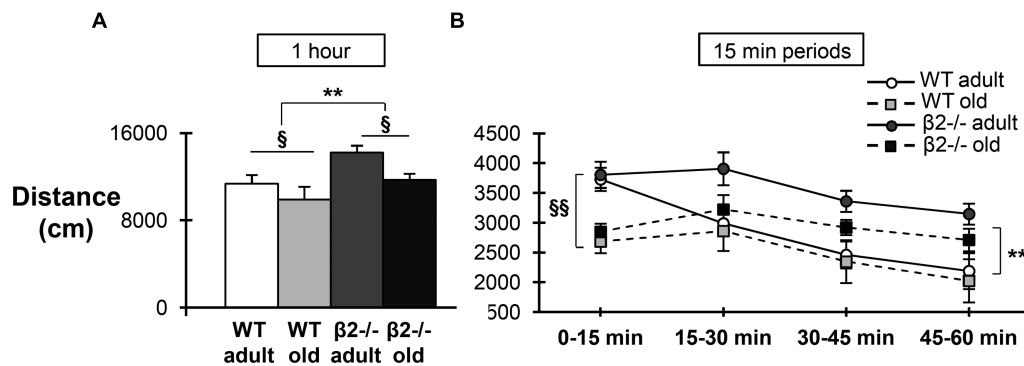 A
1 hour
**
§
§
16000
8000
0
Distance
(cm)
WT
adult
WT
old
β2-/-
adult
β2-/-
old
B
15 min periods
WT adult
WT old
β2-/- adult
β2-/- old
4500
4000
3500
3000
2500
2000
500
§§
**
0-15 min
15-30 min
30-45 min
45-60 min